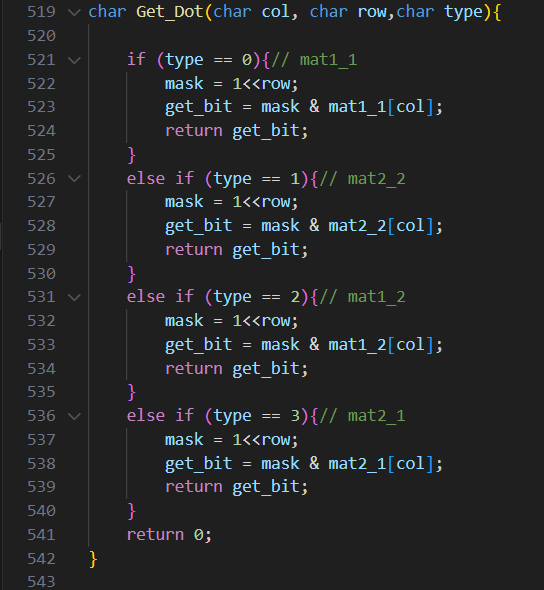 519 char Get_Dot(char col, char row,char type){
520
521     if (type == 0){// mat1_1
522         mask = 1<<row;
523         get_bit = mask & mat1_1[col];
524         return get_bit;
525     }
526     else if (type == 1){// mat2_2
527         mask = 1<<row;
528         get_bit = mask & mat2_2[col];
529         return get_bit;
530     }
531     else if (type == 2){// mat1_2
532         mask = 1<<row;
533         get_bit = mask & mat1_2[col];
534         return get_bit;
535     }
536     else if (type == 3){// mat2_1
537         mask = 1<<row;
538         get_bit = mask & mat2_1[col];
539         return get_bit;
540     }
541     return 0;
542 }
543